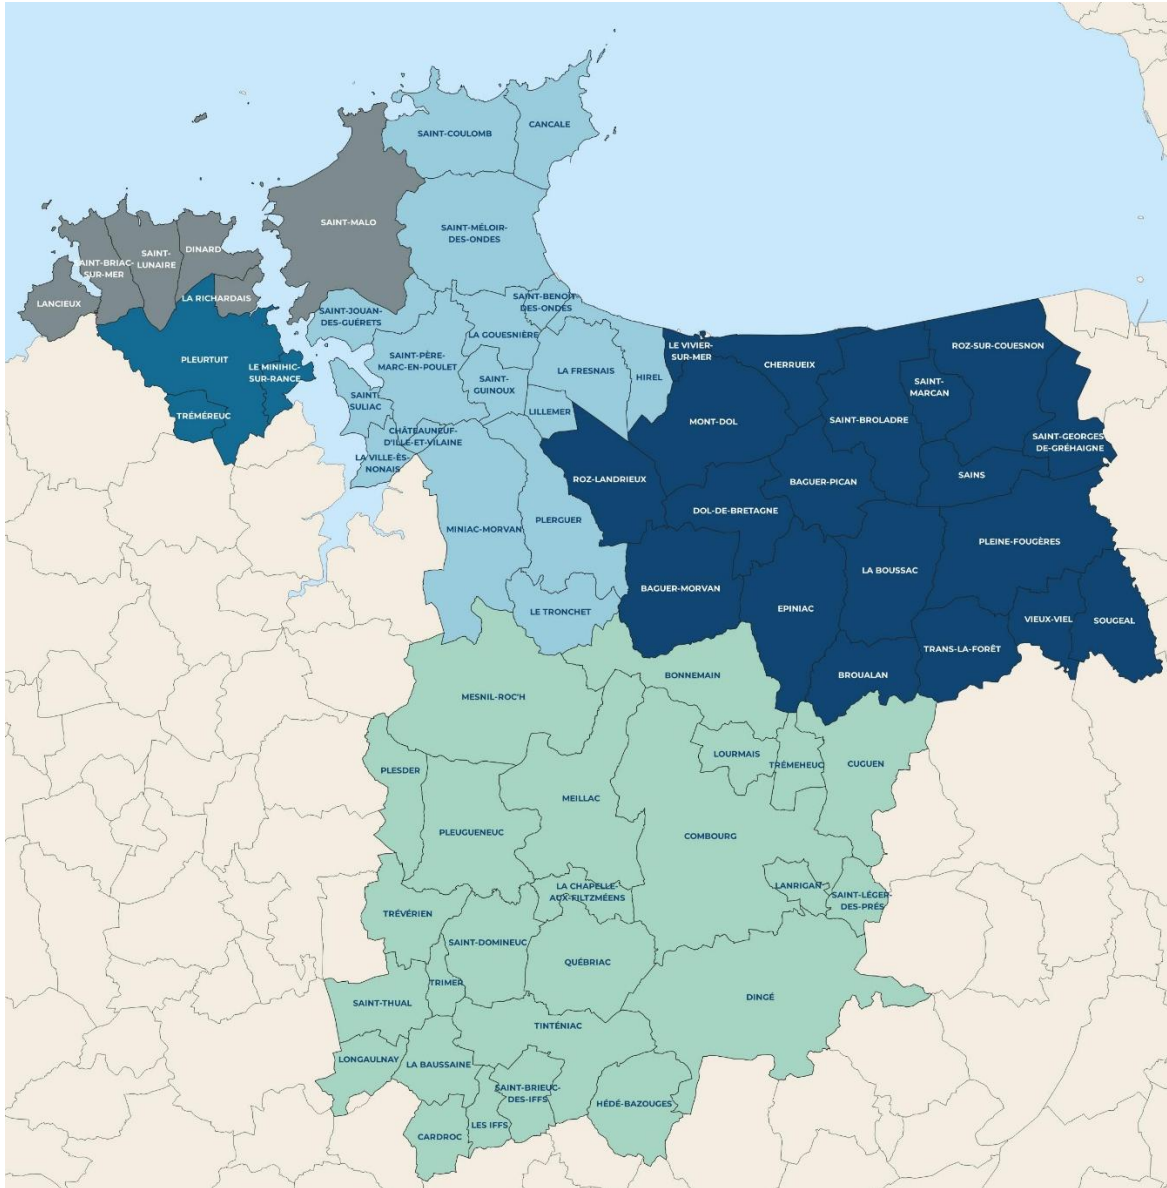 CANCALE
SAINT-COULOMB
SAINT-MALO
SAINT-MÉLOIR-
DES-ONDES
DINARD
SAINT-
LUNAIRE
AINT-BRIAC-
SUR-MER
LANCIEUX
LA RICHARDAIS
SAINT-BENOIT
DES-ONDES
SAINT-JOUAN-
DES-GUÉRETS
LA GOUESNIÈRE
PLEURTUIT
LE MINIHIC-
SUR-RANCE
TRÉMÉREUC
SAINT-PÈRE-
MARC-EN-POULET
SAINT-
GUINOUX
LA FRESNAIS
HIREL
LE VIVIER-
SUR-MER
CHERRUEIX
ROZ-SUR-COUESNON
SAINT-
MARCAN
SAINT-
SULIAC
LILLEMER
MONT-DOL
SAINT-BROLADRE
SAINT-GEORGES
DE-GRÉHAIGNE
CHÂTEAUNEUF-
D'ILLE-ET-VILAINE
LA VILLE-ÈS-
NONAIS
ROZ-LANDRIEUX
BAGUER-PICAN
SAINS
DOL-DE-BRETAGNE
MINIAC-MORVAN
PLERGUER
PLEINE-FOUGÈRES
LA BOUSSAC
BAGUER-MORVAN
LE TRONCHET
EPINIAC
VIEUX-VIEL
SOUGEAL
TRANS-LA-FORÊT
BROUALAN
BONNEMAIN
MESNIL-ROC'H
LOURMAIS
TRÉMEHEUC
CUGUEN
PLESDER
MEILLAC
PLEUGUENEUC
COMBOURG
LA CHAPELLE-
AUX-FILTZMÉENS
LANRIGAN
SAINT-LÉGER-
DES-PRÉS
TRÉVÉRIEN
SAINT-DOMINEUC
QUÉBRIAC
TRIMER
SAINT-THUAL
DINGÉ
TINTÉNIAC
LONGAULNAY
LA BAUSSAINE
SAINT-BRIEUC-
DES-IFFS
HÉDÉ-BAZOUGES
LES IFFS
CARDROC